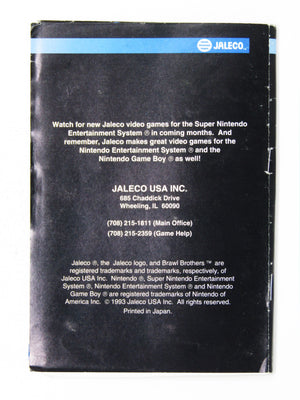 JALECO™
Watch for new Jaleco video games for the Super Nintendo
Entertainment System ® in coming months. And
remember, Jaleco makes great video games for the
Nintendo Entertainment System ® and the
Nintendo Game Boy ® as well!
JALECO USA INC.
685 Chaddick Drive
Wheeling, IL 60090
(708) 215-1811 (Main Office)
(708) 215-2359 (Game Help)
Jaleco ®, the Jaleco logo, and Brawl Brothers ™ are
registered trademarks and trademarks, respectively, of
Jaleco USA Inc. Nintendo ®, Super Nintendo Entertainment
System ®, Nintendo Entertainment System ® and Nintendo
Game Boy ® are registered trademarks of Nintendo of
America Inc. © 1993 Jaleco USA Inc. All rights reserved.
Printed in Japan.